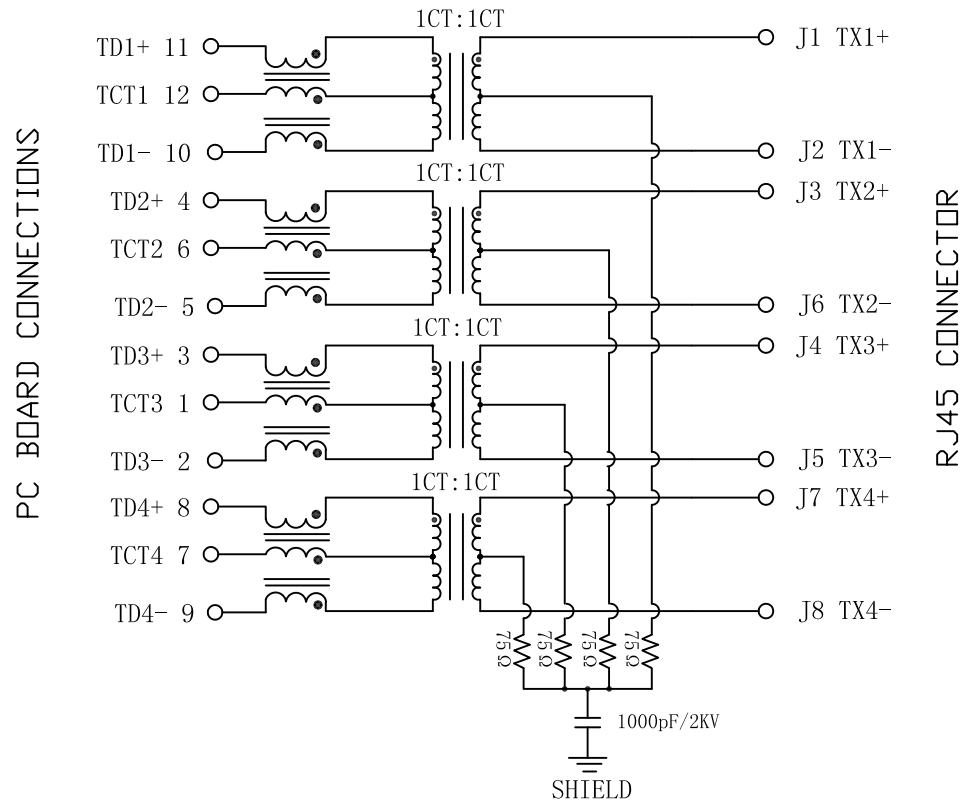 PC BOARD CONNECTIONS
1CT:1CT
TD1+ 11
TCT1 12
TD1- 10
J1 TX1+
J2 TX1-
1CT:1CT
TD2+ 4
TCT2 6
TD2- 5
J3 TX2+
J6 TX2-
1CT:1CT
TD3+ 3
TCT3 1
TD3- 2
J4 TX3+
J5 TX3-
1CT:1CT
TD4+ 8
TCT4 7
TD4- 9
J7 TX4+
J8 TX4-
RJ45 CONNECTOR
75Ω
75Ω
75Ω
75Ω
1000pF/2KV
SHIELD